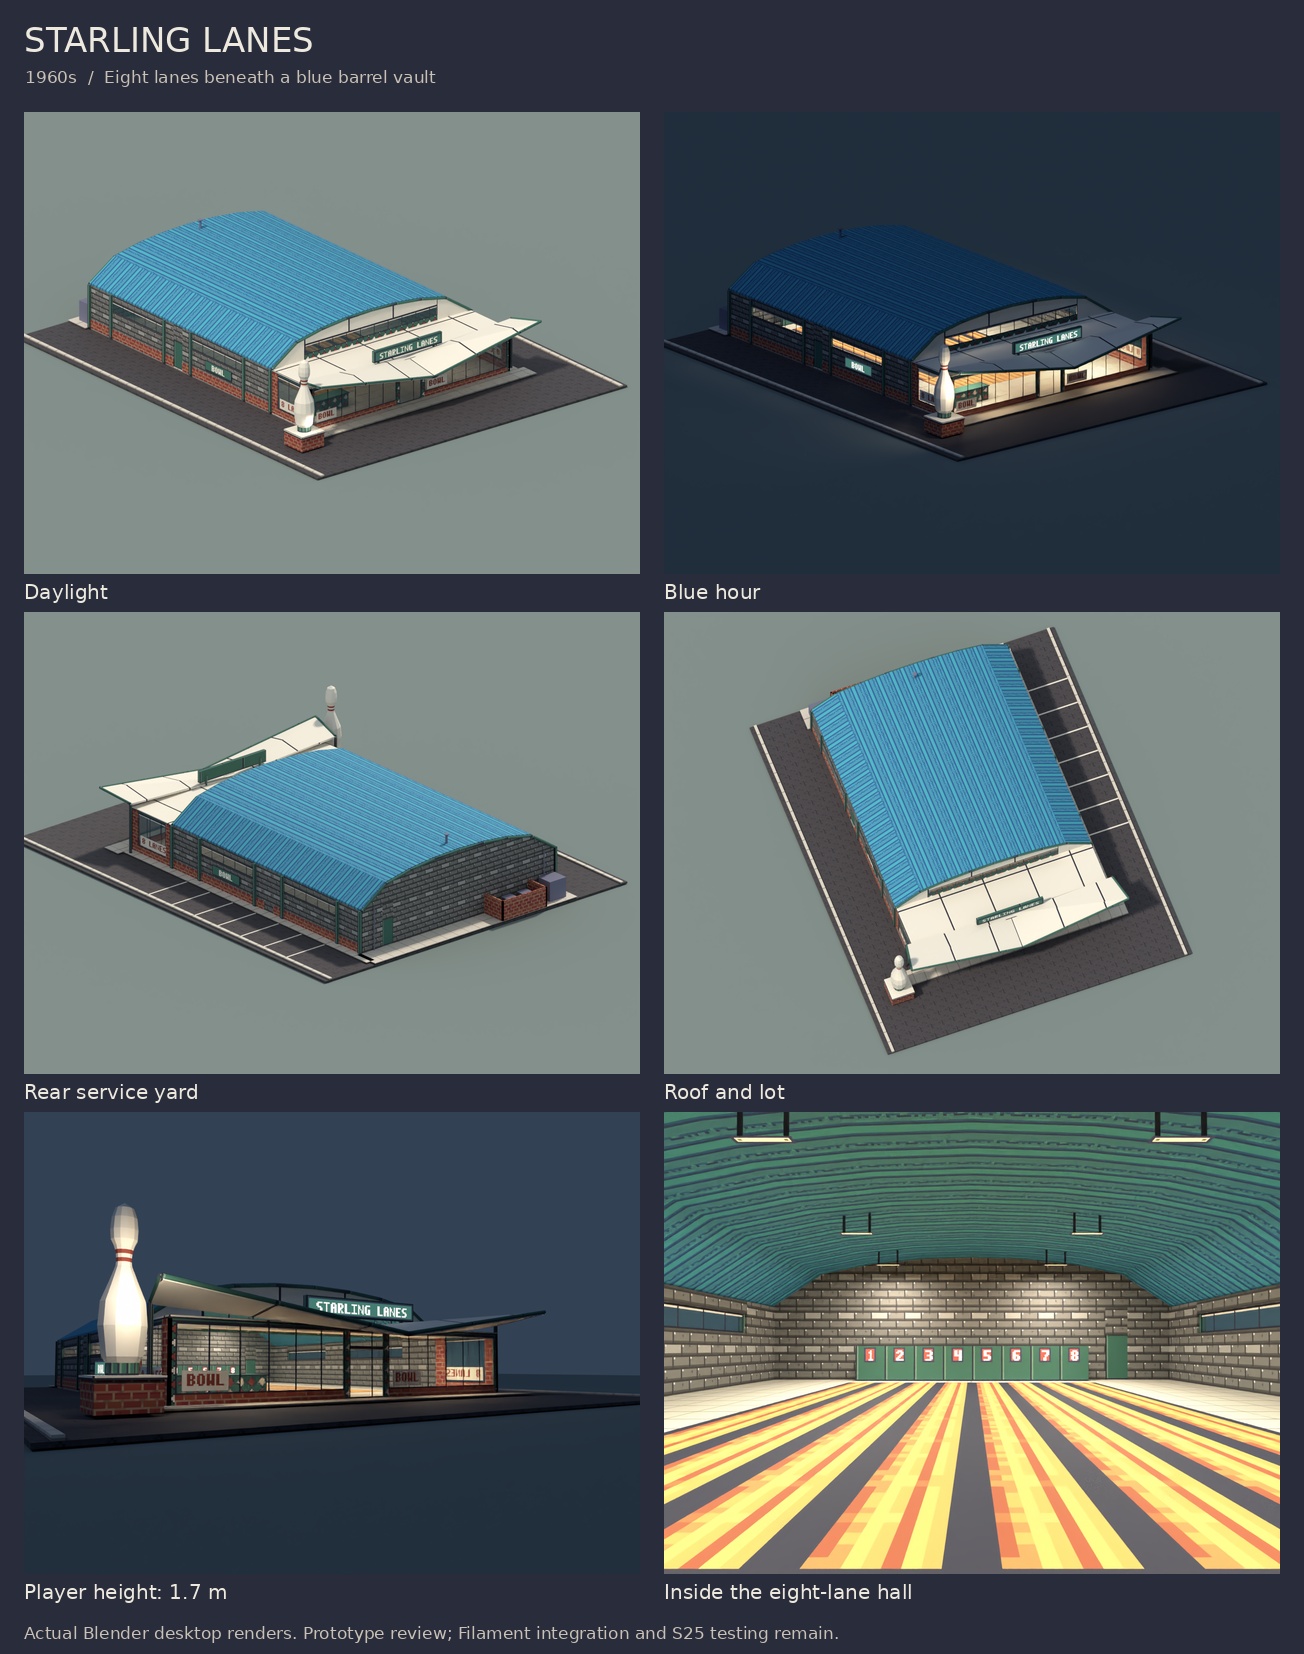 STARLING LANES
1960s / Eight lanes beneath a blue barrel vault
STARLING LANES
BOWL
BOWL
BOWL
Daylight
STARLING LANES
BOWL
BOWL
Blue hour
BOWL
Rear service yard
STARLING LANES
Roof and lot
STARLING LANES
BOWL
BOWL
1 2 3 4 5 6 7 8
Player height: 1.7 m
Inside the eight-lane hall
Actual Blender desktop renders. Prototype review; Filament integration and S25 testing remain.